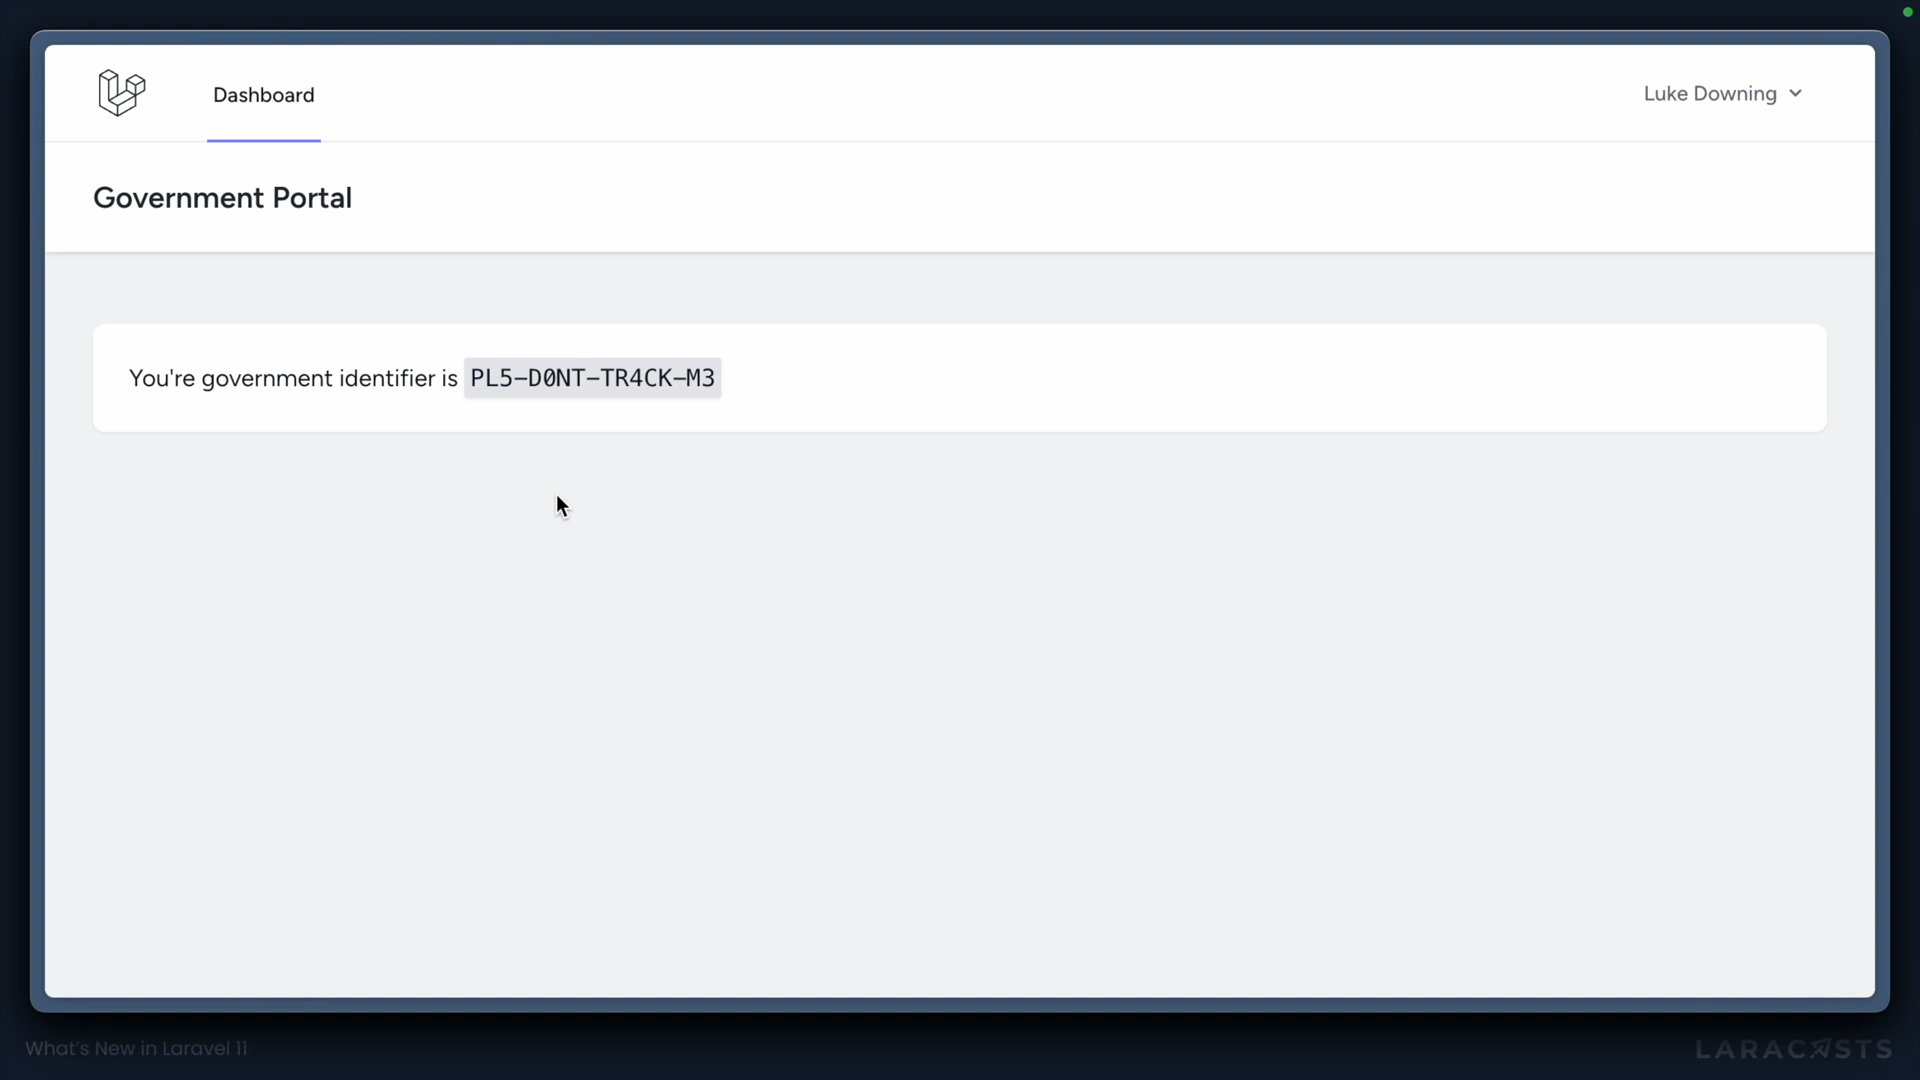 Dashboard
Luke Downing
Government Portal
You're government identifier is PL5-D0NT-TR4CK-M3
What's New in Laravel 11
LARACASTS